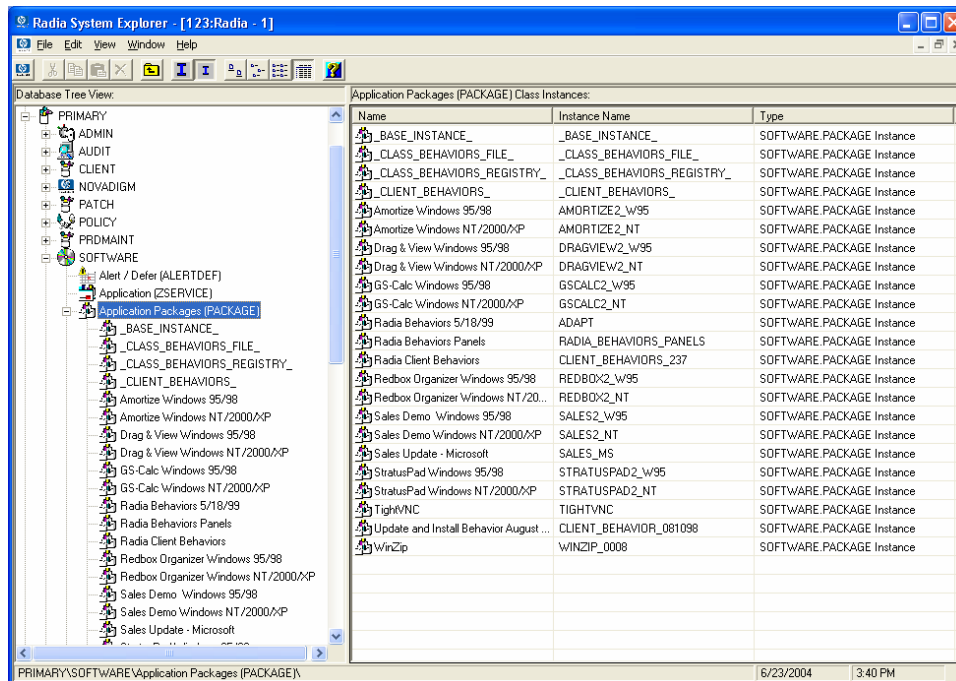 Radia System Explorer - [123:Radia - 1]
File Edit View Window Help
Database Tree View:
PRIMARY
ADMIN
AUDIT
CLIENT
NOVADIGM
PATCH
POLICY
PRDMAINT
SOFTWARE
Alert / Defer (ALERTDEF)
Application (ZSERVICE)
Application Packages (PACKAGE)
_BASE_INSTANCE_
_CLASS_BEHAVIORS_FILE_
_CLASS_BEHAVIORS_REGISTRY_
_CLIENT_BEHAVIORS_
Amortize Windows 95/98
Amortize Windows NT/2000/XP
Drag & View Windows 95/98
Drag & View Windows NT/2000/XP
GS-Calc Windows 95/98
GS-Calc Windows NT/2000/XP
Radia Behaviors 5/18/99
Radia Behaviors Panels
Radia Client Behaviors
Redbox Organizer Windows 95/98
Redbox Organizer Windows NT/2000/XP
Sales Demo Windows 95/98
Sales Demo Windows NT/2000/XP
Sales Update - Microsoft
Application Packages (PACKAGE) Class Instances:
Name Instance Name Type
_BASE_INSTANCE_ _BASE_INSTANCE_ SOFTWARE.PACKAGE Instance
_CLASS_BEHAVIORS_FILE_ _CLASS_BEHAVIORS_FILE_ SOFTWARE.PACKAGE Instance
_CLASS_BEHAVIORS_REGISTRY_ _CLASS_BEHAVIORS_REGISTRY_ SOFTWARE.PACKAGE Instance
_CLIENT_BEHAVIORS_ _CLIENT_BEHAVIORS_ SOFTWARE.PACKAGE Instance
Amortize Windows 95/98 AMORTIZE2_W95 SOFTWARE.PACKAGE Instance
Amortize Windows NT/2000/XP AMORTIZE2_NT SOFTWARE.PACKAGE Instance
Drag & View Windows 95/98 DRAGVIEW2_W95 SOFTWARE.PACKAGE Instance
Drag & View Windows NT/2000/XP DRAGVIEW2_NT SOFTWARE.PACKAGE Instance
GS-Calc Windows 95/98 GSCALC2_W95 SOFTWARE.PACKAGE Instance
GS-Calc Windows NT/2000/XP GSCALC2_NT SOFTWARE.PACKAGE Instance
Radia Behaviors 5/18/99 ADAPT SOFTWARE.PACKAGE Instance
Radia Behaviors Panels RADIA_BEHAVIORS_PANELS SOFTWARE.PACKAGE Instance
Radia Client Behaviors CLIENT_BEHAVIORS_237 SOFTWARE.PACKAGE Instance
Redbox Organizer Windows 95/98 REDBOX2_W95 SOFTWARE.PACKAGE Instance
Redbox Organizer Windows NT/20... REDBOX2_NT SOFTWARE.PACKAGE Instance
Sales Demo Windows 95/98 SALES2_W95 SOFTWARE.PACKAGE Instance
Sales Demo Windows NT/2000/XP SALES2_NT SOFTWARE.PACKAGE Instance
Sales Update - Microsoft SALES_MS SOFTWARE.PACKAGE Instance
StratusPad Windows 95/98 STRATUSPAD2_W95 SOFTWARE.PACKAGE Instance
StratusPad Windows NT/2000/XP STRATUSPAD2_NT SOFTWARE.PACKAGE Instance
TightVNC TIGHTVNC SOFTWARE.PACKAGE Instance
Update and Install Behavior August ... CLIENT_BEHAVIOR_081098 SOFTWARE.PACKAGE Instance
WinZip WINZIP_0008 SOFTWARE.PACKAGE Instance
PRIMARY\SOFTWARE\Application Packages (PACKAGE)\ 6/23/2004 3:40 PM